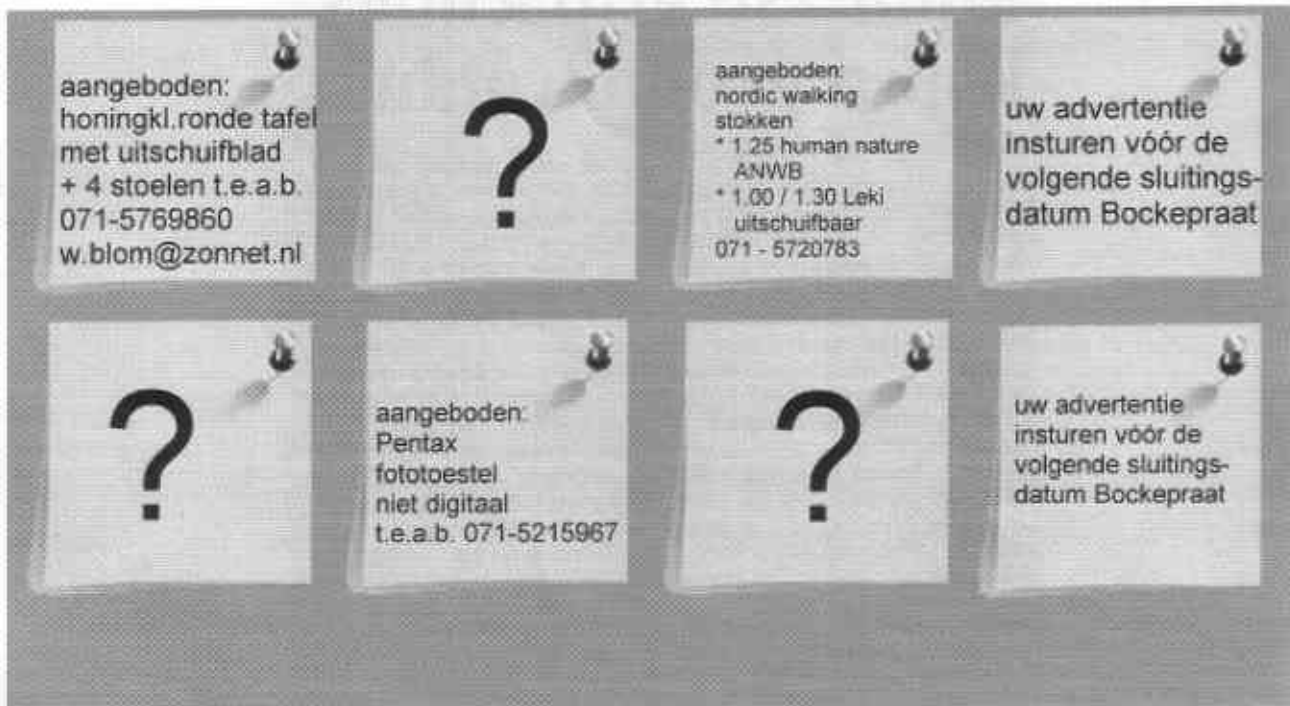 aangeboden:
honingkl.ronde tafel
met uitschuifblad
+ 4 stoelen t.e.a.b.
071-5769860
w.blom@zonnet.nl
?
aangeboden:
nordic walking
stokken
* 1.25 human nature
ANWB
* 1.00 / 1.30 Leki
uitschuifbaar
071 - 5720783
uw advertentie
insturen vóór de
volgende sluitings-
datum Bockepraat
?
aangeboden:
Pentax
fototoestel
niet digitaal
t.e.a.b. 071-5215967
?
uw advertentie
insturen vóór de
volgende sluitings-
datum Bockepraat